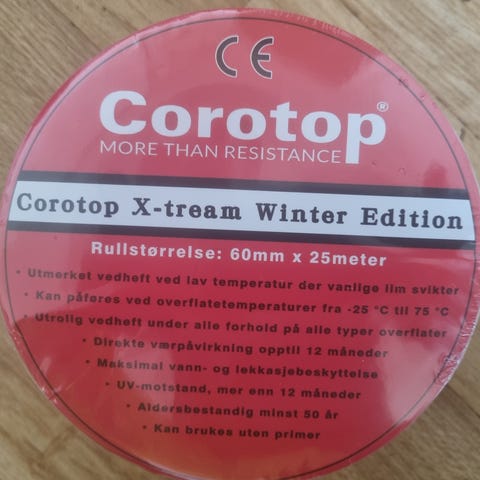 CE
Corotop®
MORE THAN RESISTANCE
Corotop X-tream Winter Edition
Rullstørrelse: 60mm x 25meter
• Utmerket vedheft ved lav temperatur der vanlige lim svikter
• Kan påføres ved overflatetemperaturer fra -25 °C til 75 °C
• Utrolig vedheft under alle forhold på alle typer overflater
• Direkte værpåvirkning opptil 12 måneder
• Maksimal vann- og lekkasjebeskyttelse
• UV-motstand, mer enn 12 måneder
• Aldersbestandig minst 50 år
• Kan brukes uten primer